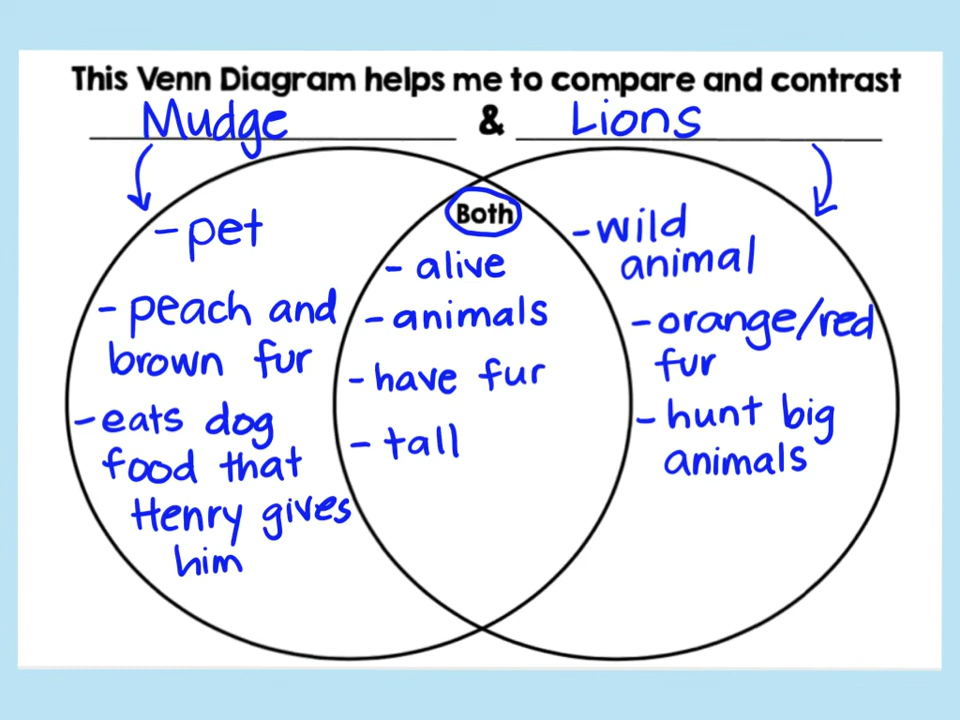 This Venn Diagram helps me to compare and contrast
Mudge & Lions
- pet
- peach and
brown fur
- eats dog
food that
Henry gives
him
Both
- alive
- animals
- have fur
- tall
- wild
animal
- orange/red
fur
- hunt big
animals